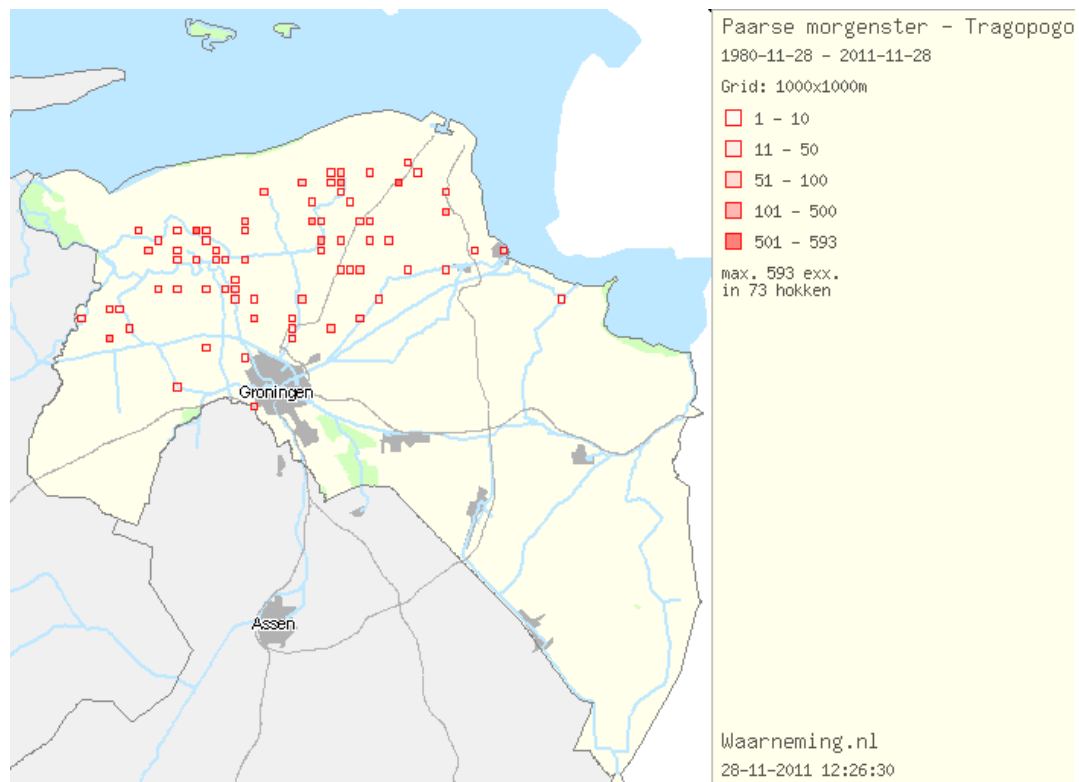 Paarse morgenster - Tragopogo
1980-11-28 - 2011-11-28
Grid: 1000x1000m
1 - 10
11 - 50
51 - 100
101 - 500
501 - 593
max. 593 exx.
in 73 hokken
Groningen
Assen
Waarneming.nl
28-11-2011 12:26:30